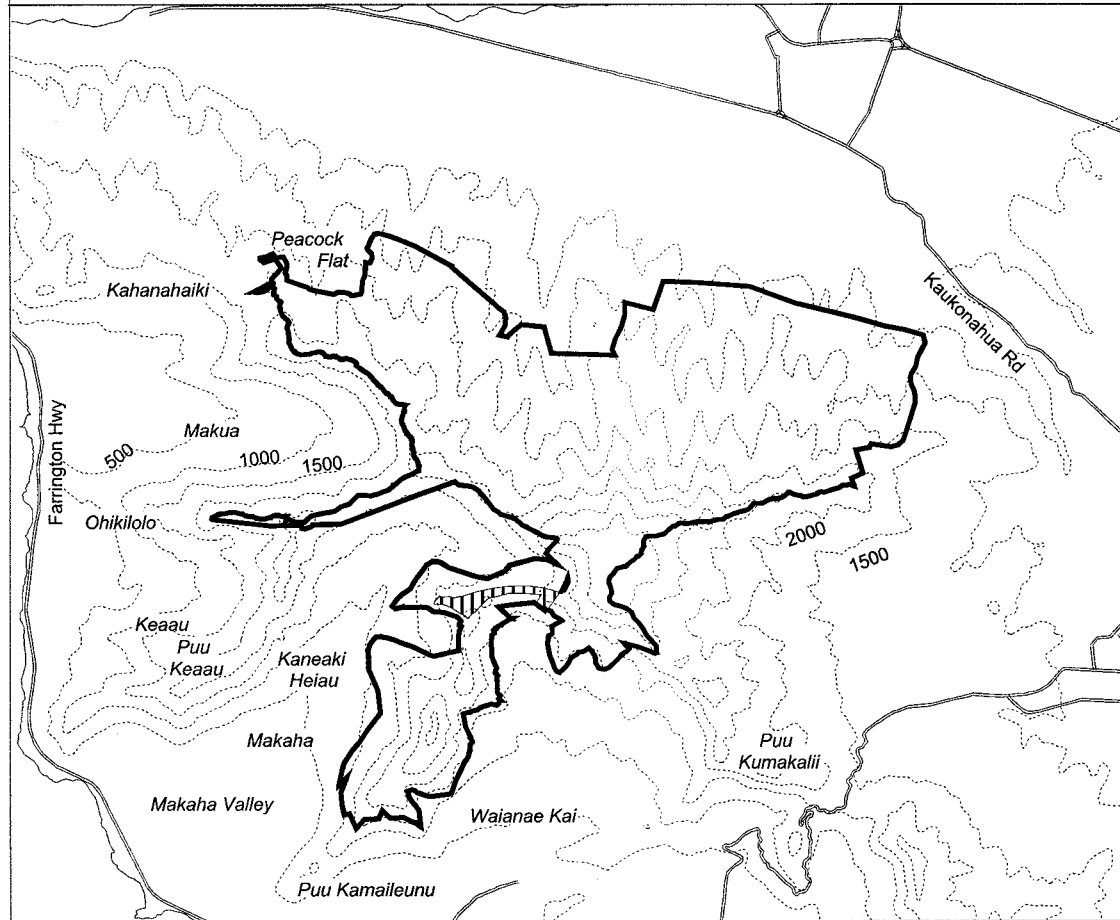 Peacock
Flat
Kahanahaiki
Kaukonahua Rd
Farrington Hwy
Makua
500
1000
1500
Ohikilolo
2000
1500
Keaau
Puu
Keaau
Kaneaki
Heiau
Makaha
Puu
Kumakalii
Makaha Valley
Waianae Kai
Puu Kamaileunu